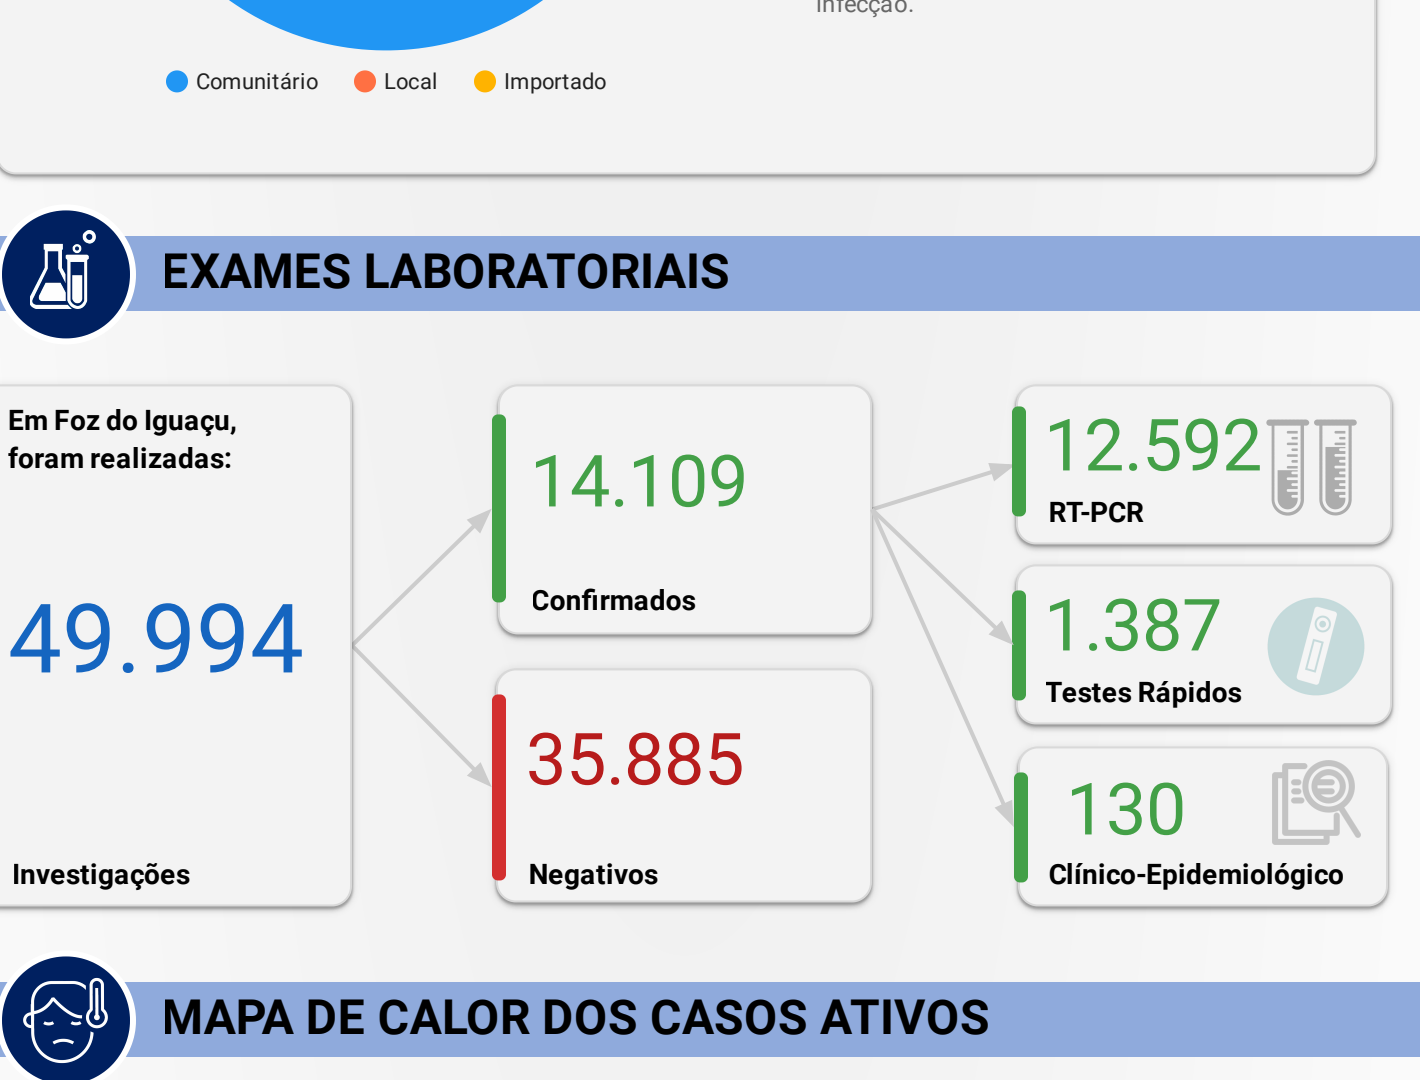 infecção.
Comunitário
Local
Importado
EXAMES LABORATORIAIS
Em Foz do Iguaçu,
foram realizadas:
49.994
Investigações
14.109
Confirmados
35.885
Negativos
12.592
RT-PCR
1.387
Testes Rápidos
130
Clínico-Epidemiológico
MAPA DE CALOR DOS CASOS ATIVOS